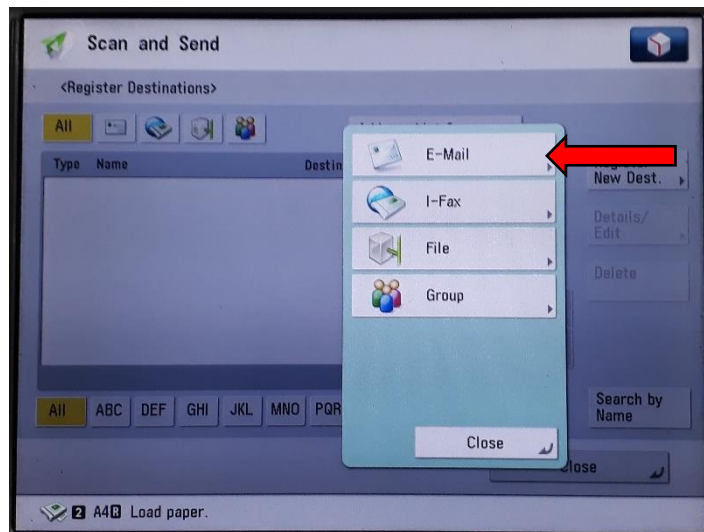 Scan and Send
<Register Destinations>
All
Type Name Destin
E-Mail
I-Fax
File
Group
Close
New Dest.
Details/
Edit
Delete
All ABC DEF GHI JKL MNO PQR
Search by
Name
Close
2 A4R Load paper.